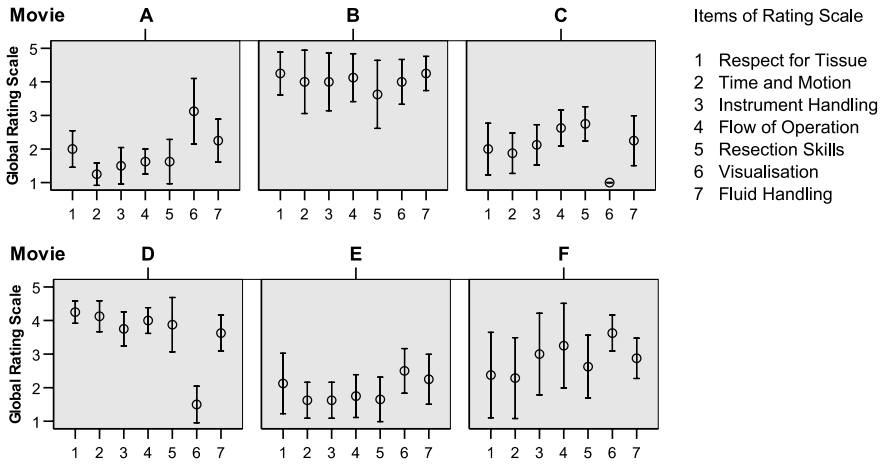 Movie A B C
Global Rating Scale
5
4
3
2
1
1 2 3 4 5 6 7
1 2 3 4 5 6 7
1 2 3 4 5 6 7
Movie D E F
Global Rating Scale
5
4
3
2
1
1 2 3 4 5 6 7
1 2 3 4 5 6 7
1 2 3 4 5 6 7
Items of Rating Scale
1 Respect for Tissue
2 Time and Motion
3 Instrument Handling
4 Flow of Operation
5 Resection Skills
6 Visualisation
7 Fluid Handling